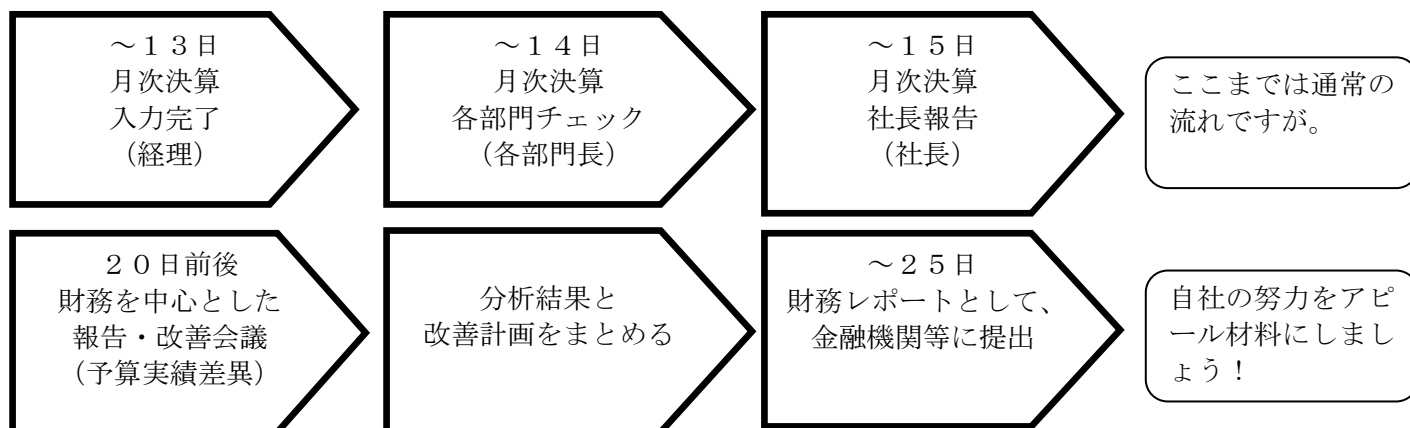 ～１３日
月次決算
入力完了
（経理）
～１４日
月次決算
各部門チェック
（各部門長）
～１５日
月次決算
社長報告
（社長）
ここまでは通常の
流れですが。
２０日前後
財務を中心とした
報告・改善会議
（予算実績差異）
分析結果と
改善計画をまとめる
～２５日
財務レポートとして、
金融機関等に提出
自社の努力をアピ
ール材料にしまし
ょう！